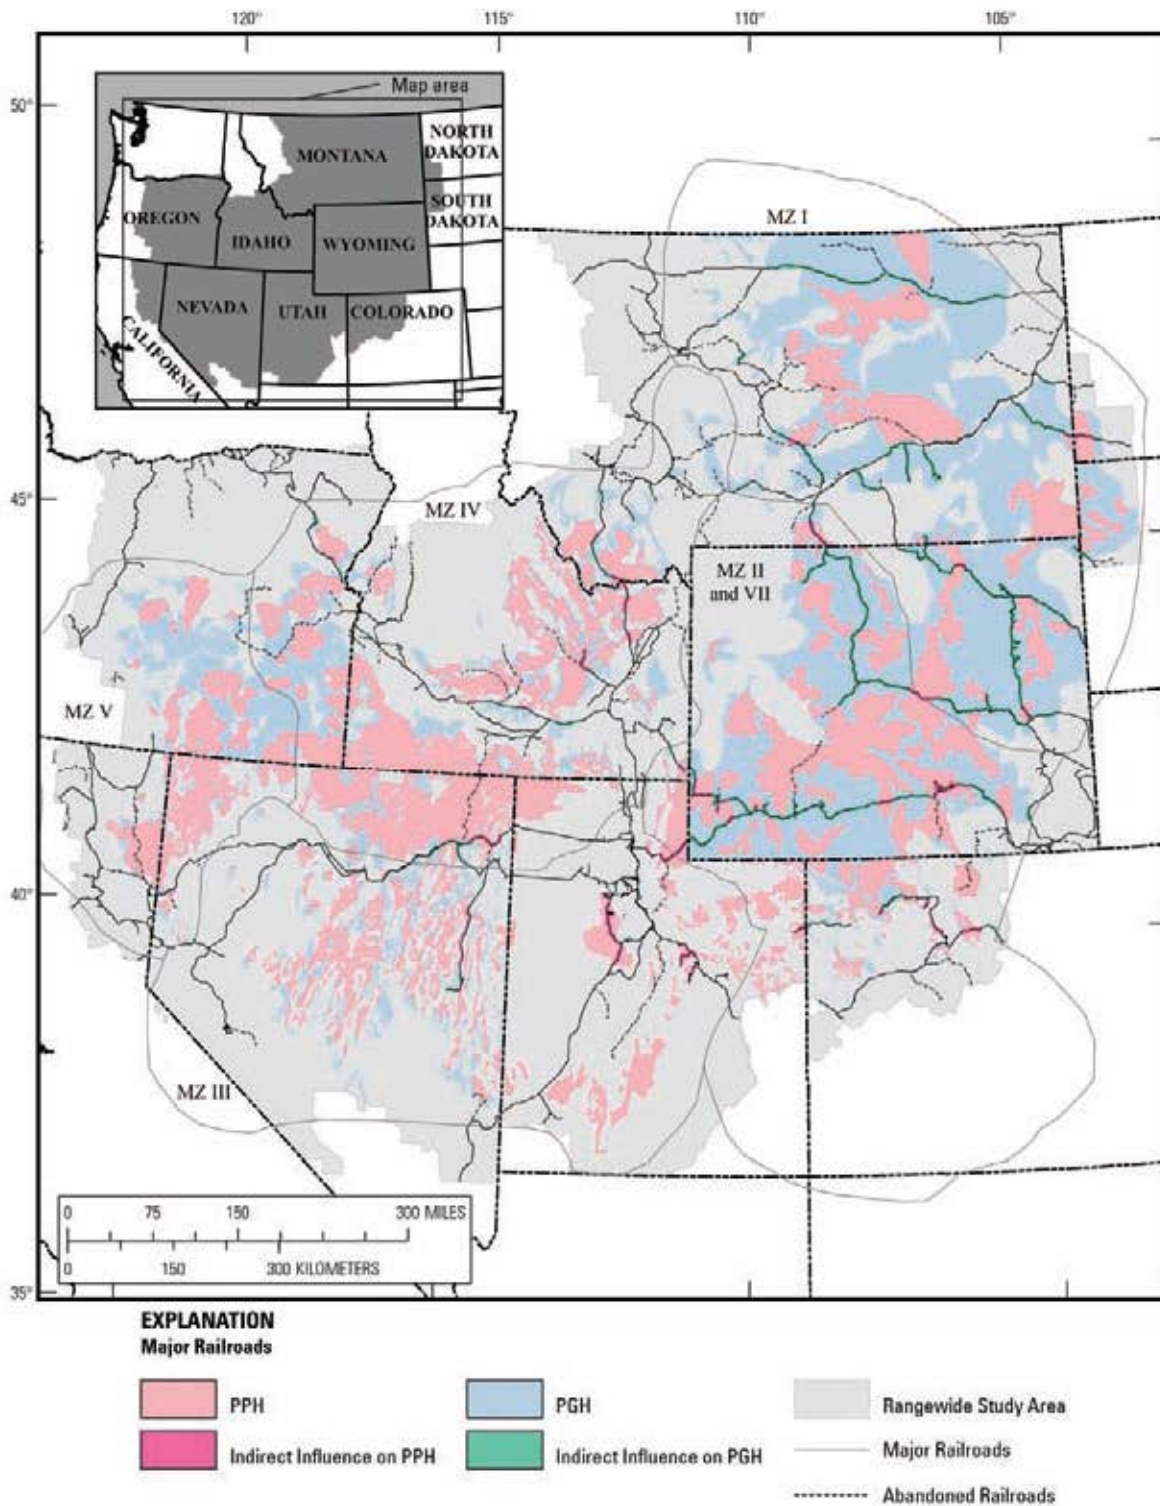 120°
115°
110°
105°
50°
Map area
NORTH
DAKOTA
MONTANA
SOUTH
DAKOTA
OREGON
IDAHO
WYOMING
NEVADA
UTAH
COLORADO
CALIFORNIA
MZ I
45°
MZ IV
MZ II
and VII
MZ V
40°
MZ III
0 75 150 300 MILES
0 150 300 KILOMETERS
35°
EXPLANATION
Major Railroads
PPH
PGH
Rangewide Study Area
Indirect Influence on PPH
Indirect Influence on PGH
Major Railroads
Abandoned Railroads